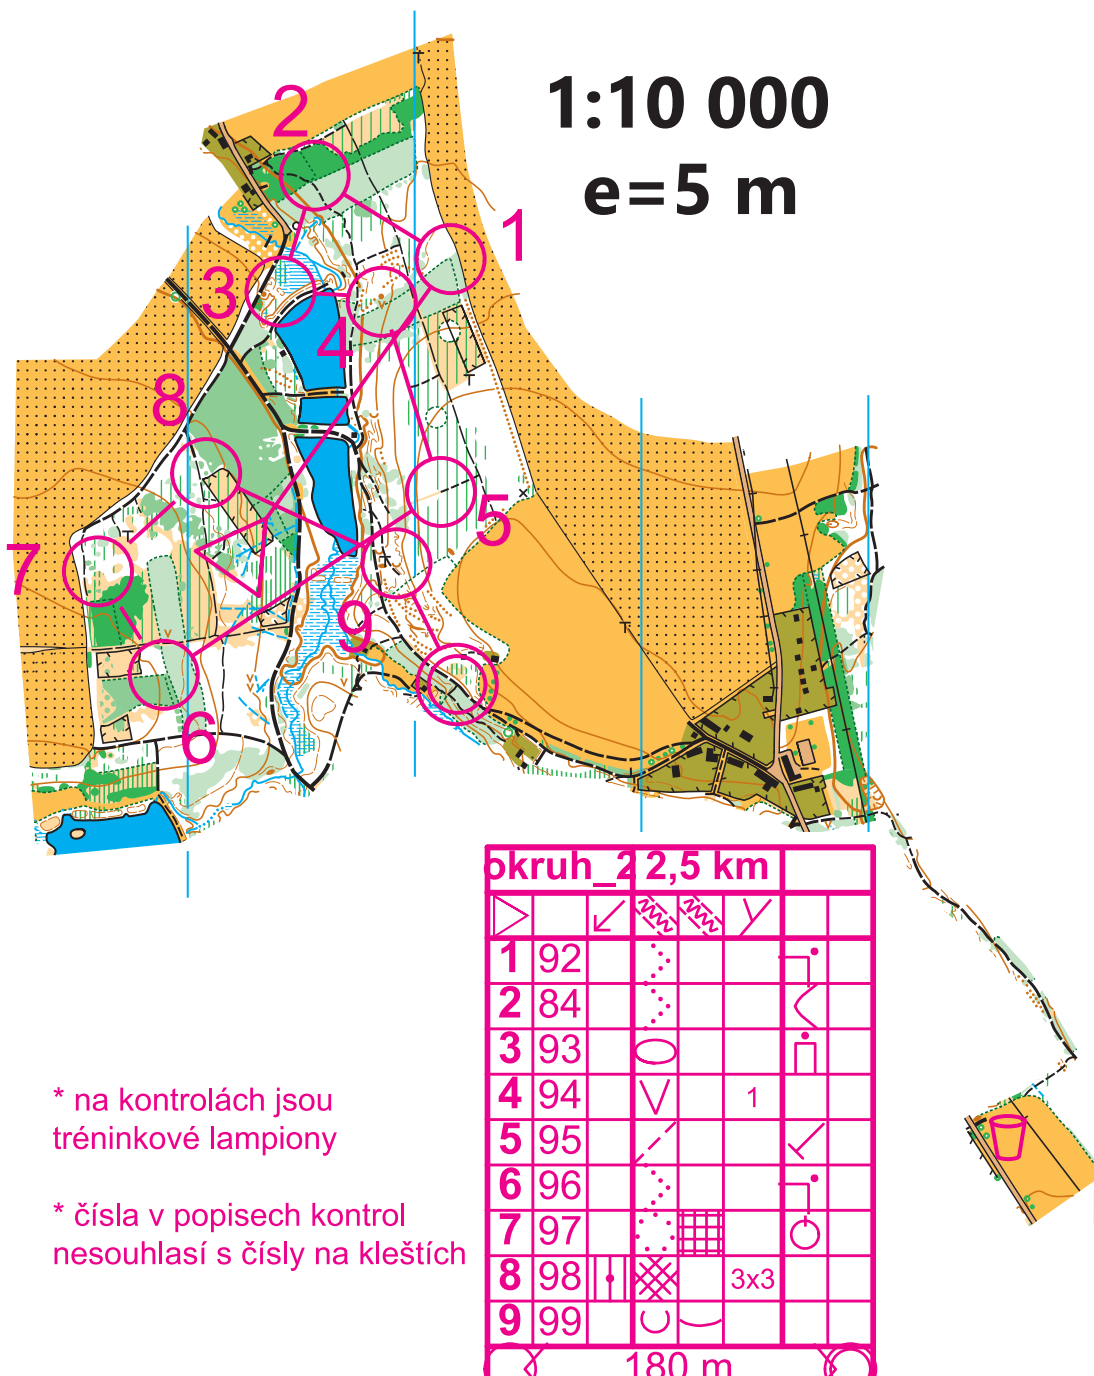 1:10 000
e=5 m
2
1
3
4
8
5
7
9
6
okruh_2 2,5 km
1 92
2 84
3 93
4 94 1
5 95
6 96
7 97
8 98 3x3
9 99
180 m
* na kontrolách jsou
tréninkové lampiony
* čísla v popisech kontrol
nesouhlasí s čísly na kleštích